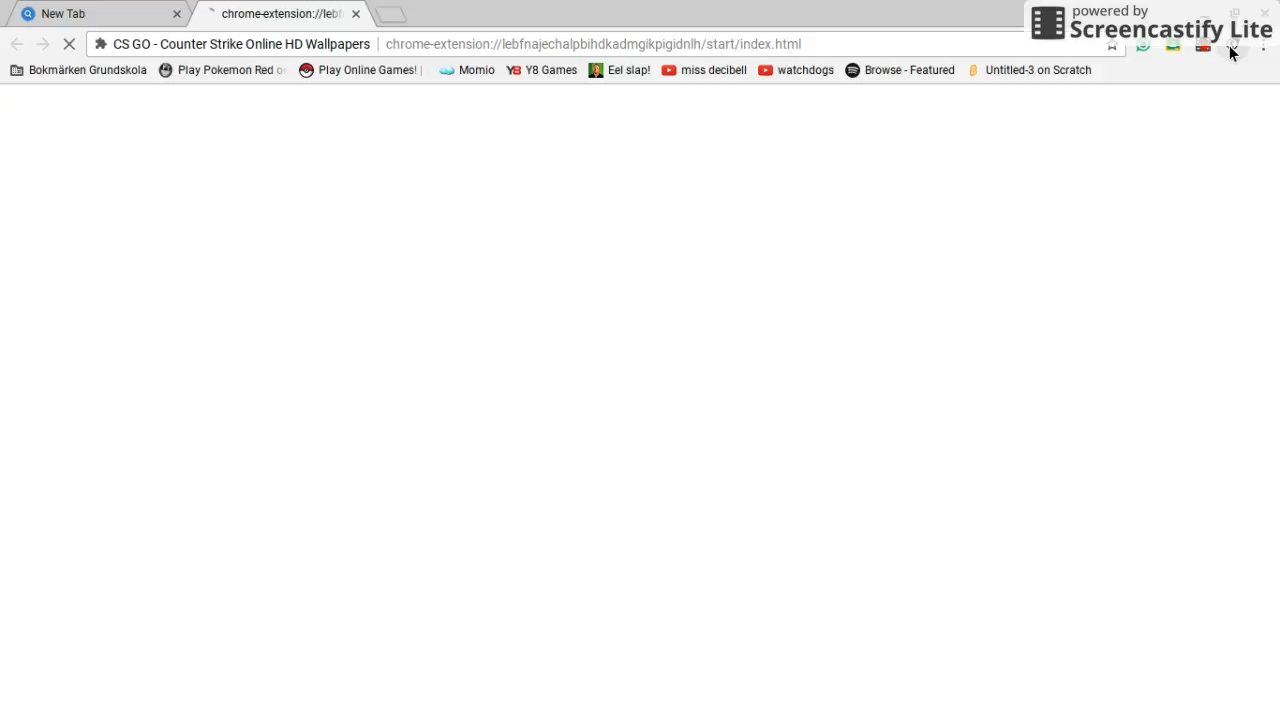 New Tab
chrome-extension://lebf
powered by
Screencastify Lite
CS GO - Counter Strike Online HD Wallpapers
chrome-extension://lebfnajechalpbihdkadmgikpigidnlh/start/index.html
Bokmärken Grundskola
Play Pokemon Red o
Play Online Games! |
Momio
Y8 Games
Eel slap!
miss decibell
watchdogs
Browse - Featured
Untitled-3 on Scratch